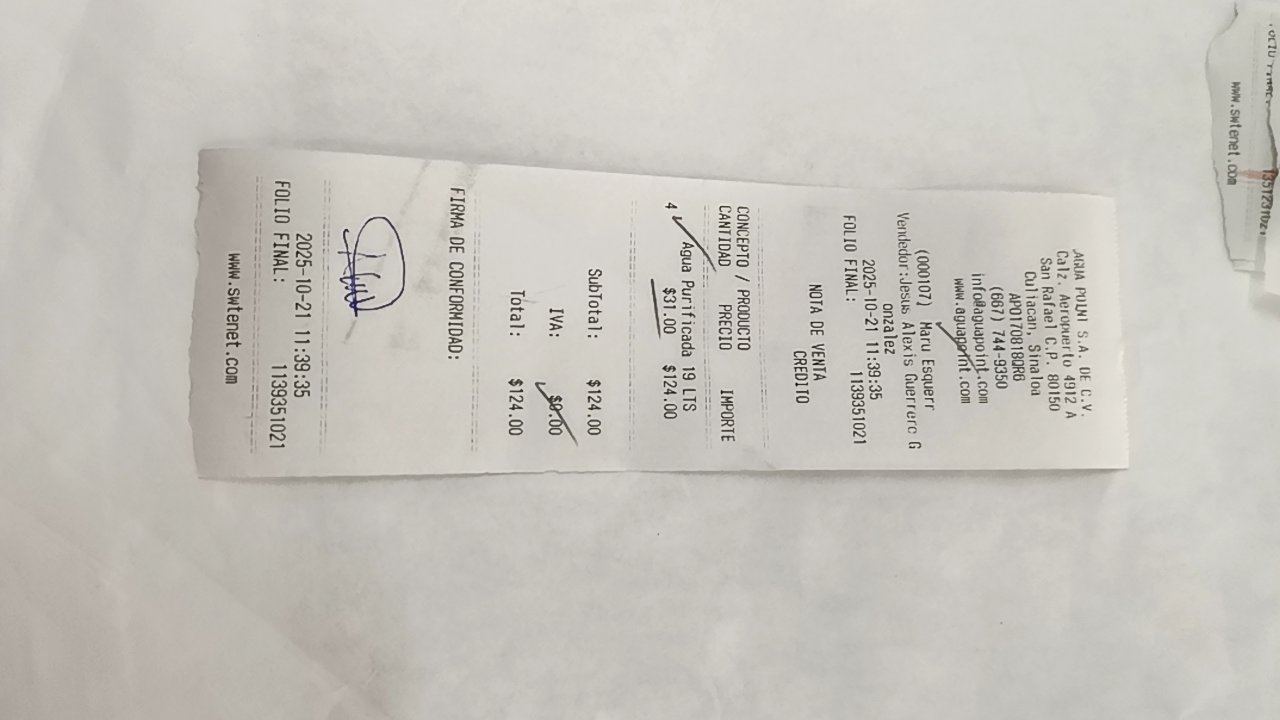 AGUA POINT S.A. DE C.V.
Calz. Aeropuerto 4912 A
San Rafael C.P. 80150
Culiacan, Sinaloa
APO170818QR6
(667) 744-9350
info@aguapoint.com
www.aguapoint.com
(000107) Maru Esquerr
Vendedor:Jesus Alexis Guerrero G
onzalez
2025-10-21 11:39:35
FOLIO FINAL: 1139351021
NOTA DE VENTA
CREDITO
CONCEPTO / PRODUCTO
CANTIDAD PRECIO IMPORTE
Agua Purificada 19 LTS
4 $31.00 $124.00
SubTotal: $124.00
IVA: $0.00
Total: $124.00
FIRMA DE CONFORMIDAD:
2025-10-21 11:39:35
FOLIO FINAL: 1139351021
www.swtenet.com
www.swtenet.com